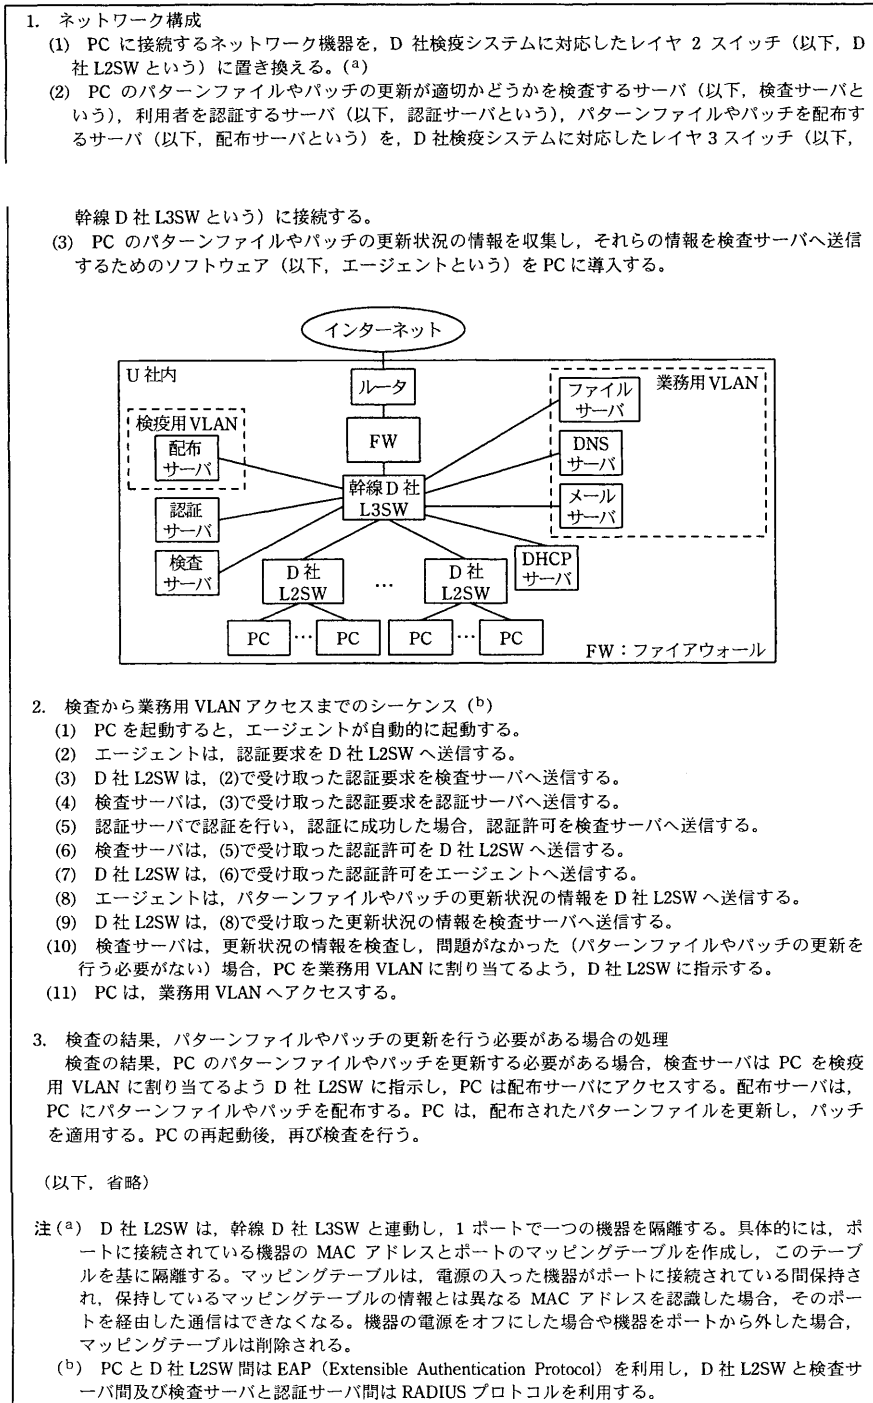 1. ネットワーク構成
(1) PC に接続するネットワーク機器を，D 社検疫システムに対応したレイヤ 2 スイッチ（以下，D
社 L2SW という）に置き換える。(a)
(2) PC のパターンファイルやパッチの更新が適切かどうかを検査するサーバ（以下，検査サーバと
いう），利用者を認証するサーバ（以下，認証サーバという），パターンファイルやパッチを配布す
るサーバ（以下，配布サーバという）を，D 社検疫システムに対応したレイヤ 3 スイッチ（以下，
幹線 D 社 L3SW という）に接続する。
(3) PC のパターンファイルやパッチの更新状況の情報を収集し，それらの情報を検査サーバへ送信
するためのソフトウェア（以下，エージェントという）を PC に導入する。
インターネット
U 社内
ルータ
業務用 VLAN
ファイル
サーバ
検疫用 VLAN
配布
サーバ
FW
DNS
サーバ
幹線 D 社
L3SW
メール
サーバ
認証
サーバ
検査
サーバ
D 社
L2SW
…
D 社
L2SW
DHCP
サーバ
PC … PC PC … PC
FW：ファイアウォール
2. 検査から業務用 VLAN アクセスまでのシーケンス (b)
(1) PC を起動すると，エージェントが自動的に起動する。
(2) エージェントは，認証要求を D 社 L2SW へ送信する。
(3) D 社 L2SW は，(2)で受け取った認証要求を検査サーバへ送信する。
(4) 検査サーバは，(3)で受け取った認証要求を認証サーバへ送信する。
(5) 認証サーバで認証を行い，認証に成功した場合，認証許可を検査サーバへ送信する。
(6) 検査サーバは，(5)で受け取った認証許可を D 社 L2SW へ送信する。
(7) D 社 L2SW は，(6)で受け取った認証許可をエージェントへ送信する。
(8) エージェントは，パターンファイルやパッチの更新状況の情報を D 社 L2SW へ送信する。
(9) D 社 L2SW は，(8)で受け取った更新状況の情報を検査サーバへ送信する。
(10) 検査サーバは，更新状況の情報を検査し，問題がなかった（パターンファイルやパッチの更新を
行う必要がない）場合，PC を業務用 VLAN に割り当てるよう，D 社 L2SW に指示する。
(11) PC は，業務用 VLAN へアクセスする。
3. 検査の結果，パターンファイルやパッチの更新を行う必要がある場合の処理
検査の結果，PC のパターンファイルやパッチを更新する必要がある場合，検査サーバは PC を検疫
用 VLAN に割り当てるよう D 社 L2SW に指示し，PC は配布サーバにアクセスする。配布サーバは，
PC にパターンファイルやパッチを配布する。PC は，配布されたパターンファイルを更新し，パッチ
を適用する。PC の再起動後，再び検査を行う。
（以下，省略）
注 (a) D 社 L2SW は，幹線 D 社 L3SW と連動し，1 ポートで一つの機器を隔離する。具体的には，ポ
ートに接続されている機器の MAC アドレスとポートのマッピングテーブルを作成し，このテーブ
ルを基に隔離する。マッピングテーブルは，電源の入った機器がポートに接続されている間保持さ
れ，保持しているマッピングテーブルの情報とは異なる MAC アドレスを認識した場合，そのポー
トを経由した通信はできなくなる。機器の電源をオフにした場合や機器をポートから外した場合，
マッピングテーブルは削除される。
(b) PC と D 社 L2SW 間は EAP（Extensible Authentication Protocol）を利用し，D 社 L2SW と検査サ
ーバ間及び検査サーバと認証サーバ間は RADIUS プロトコルを利用する。